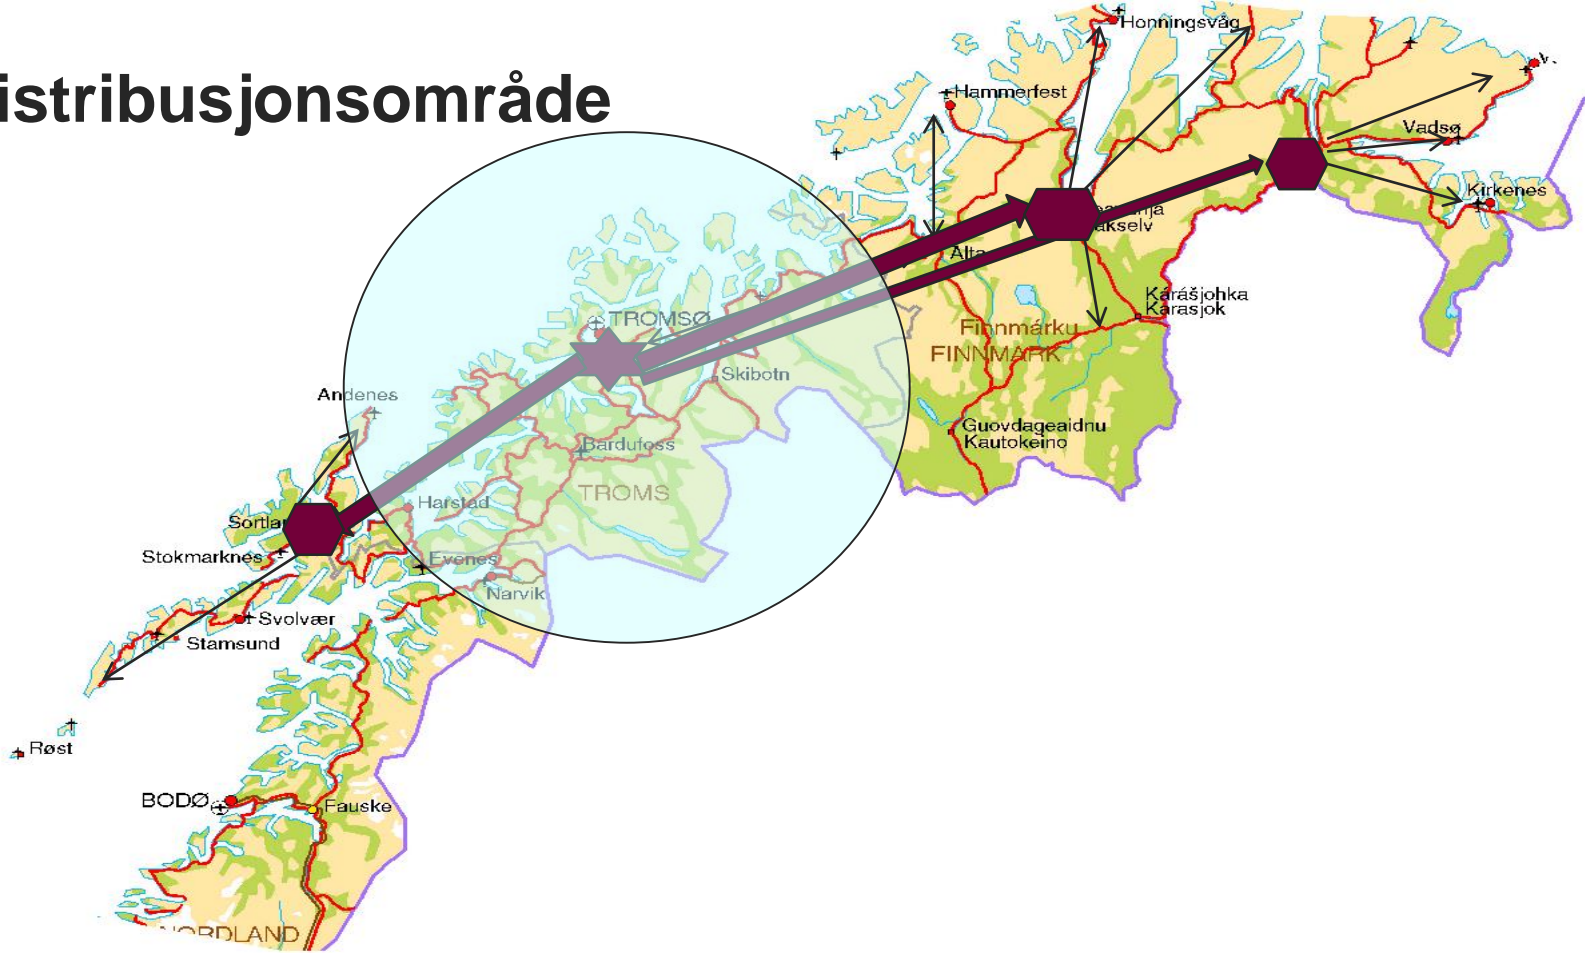 istribusjonsområde
Honningsvåg
Hammerfest
Vadsø
Kirkenes
akselv
Alta
Kárášjohka
Karasjok
TROMSØ
Finnmárku
FINNMARK
Skibotn
Andenes
Guovdageaidnu
Kautokeino
Bardufoss
TROMS
Harstad
Sortla
Stokmarknes
Evenes
Narvik
Svolvær
Stamsund
Røst
BODØ
Fauske
NORDLAND